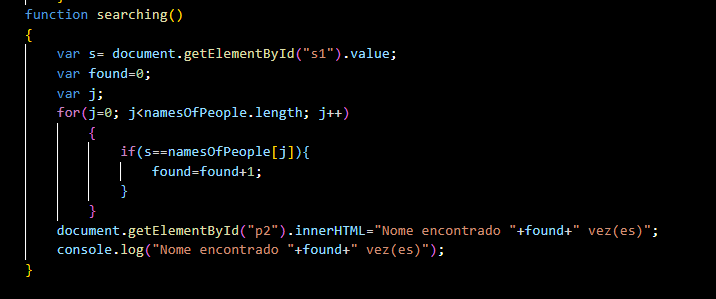 function searching()
{
var s= document.getElementById("s1").value;
var found=0;
var j;
for(j=0; j<namesOfPeople.length; j++)
{
if(s==namesOfPeople[j]){
found=found+1;
}
}
document.getElementById("p2").innerHTML="Nome encontrado "+found+" vez(es)";
console.log("Nome encontrado "+found+" vez(es)");
}